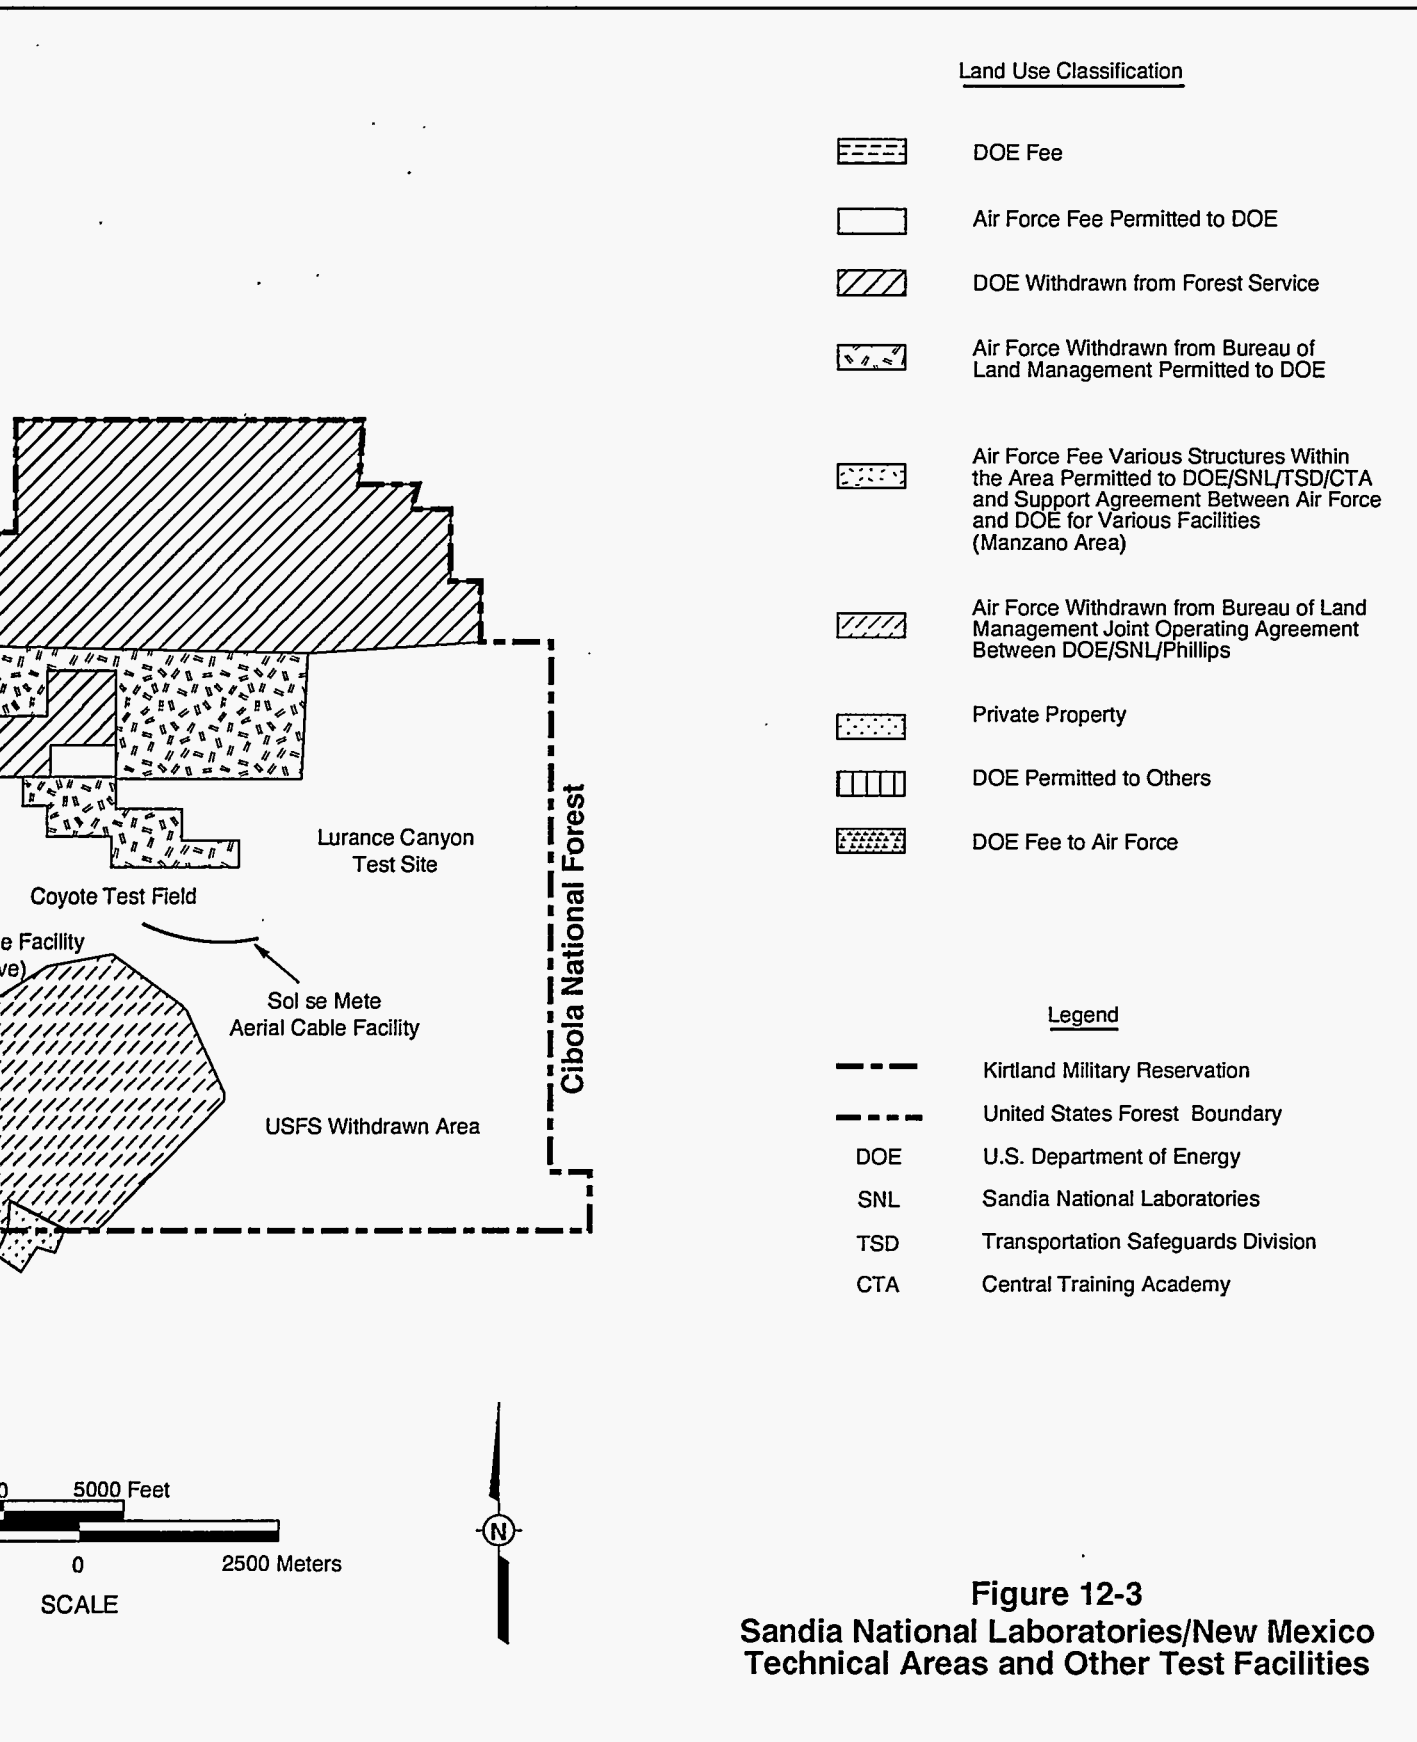 Land Use Classification
DOE Fee
Air Force Fee Permitted to DOE
DOE Withdrawn from Forest Service
Air Force Withdrawn from Bureau of
Land Management Permitted to DOE
Air Force Fee Various Structures Within
the Area Permitted to DOE/SNL/TSD/CTA
and Support Agreement Between Air Force
and DOE for Various Facilities
(Manzano Area)
Air Force Withdrawn from Bureau of Land
Management Joint Operating Agreement
Between DOE/SNL/Phillips
Private Property
DOE Permitted to Others
DOE Fee to Air Force
Lurance Canyon
Test Site
Coyote Test Field
e Facility
ve)
Sol se Mete
Aerial Cable Facility
USFS Withdrawn Area
Cibola National Forest
Legend
Kirtland Military Reservation
United States Forest Boundary
DOE U.S. Department of Energy
SNL Sandia National Laboratories
TSD Transportation Safeguards Division
CTA Central Training Academy
0 5000 Feet
0 2500 Meters
SCALE
N
Figure 12-3
Sandia National Laboratories/New Mexico
Technical Areas and Other Test Facilities